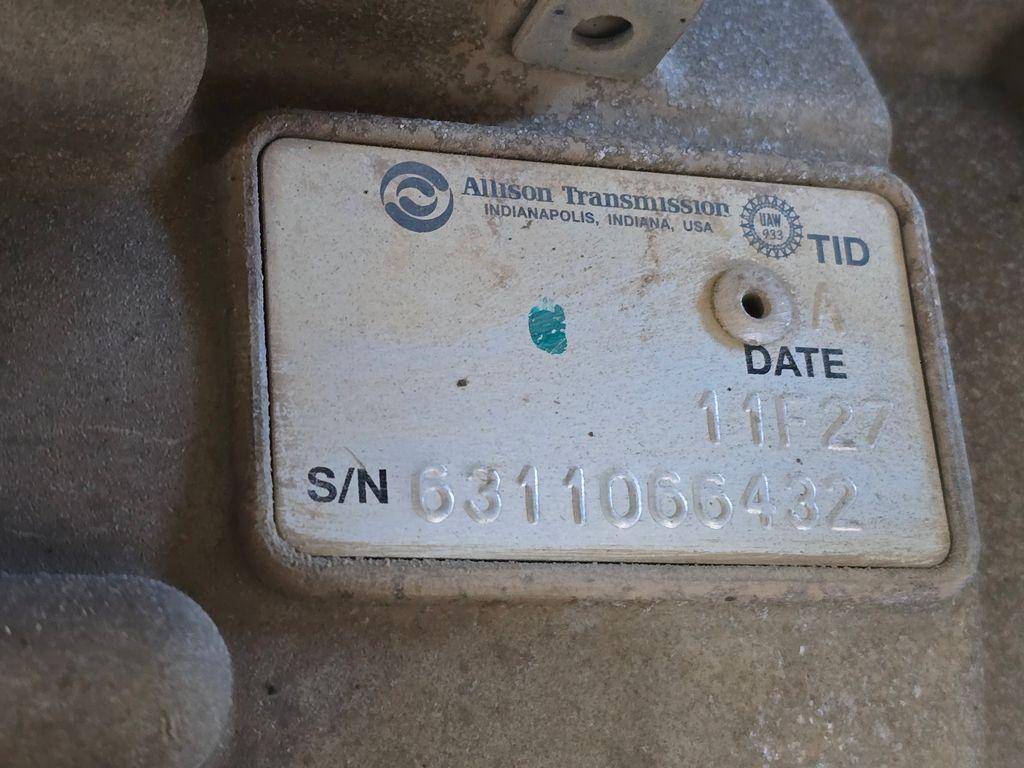 Allison Transmission
INDIANAPOLIS, INDIANA, USA
UAW
933
TID
A
DATE
11F27
S/N 6311066432